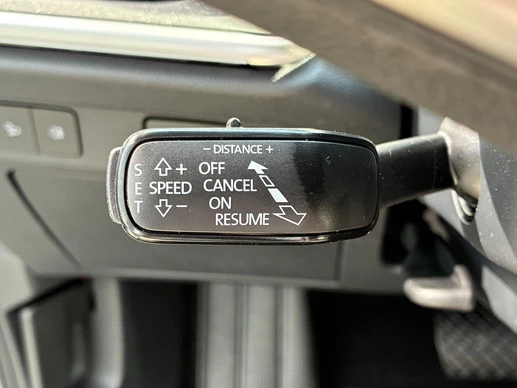 - DISTANCE +
S + OFF
E SPEED CANCEL
T - ON
RESUME